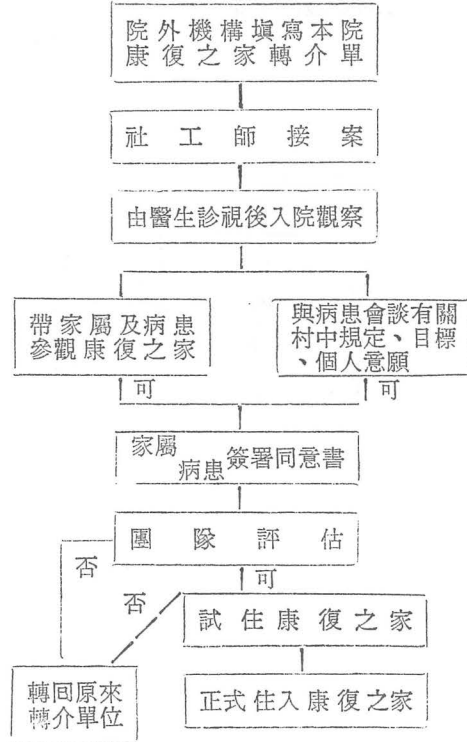 院外機構填寫本院
康復之家轉介單
社工師接案
由醫生診視後入院觀察
帶家屬及病患
參觀康復之家
與病患會談有關
村中規定、目標
、個人意願
可
可
家屬
病患
簽署同意書
團隊評估
否
可
否
試住康復之家
轉回原來
轉介單位
正式住入康復之家